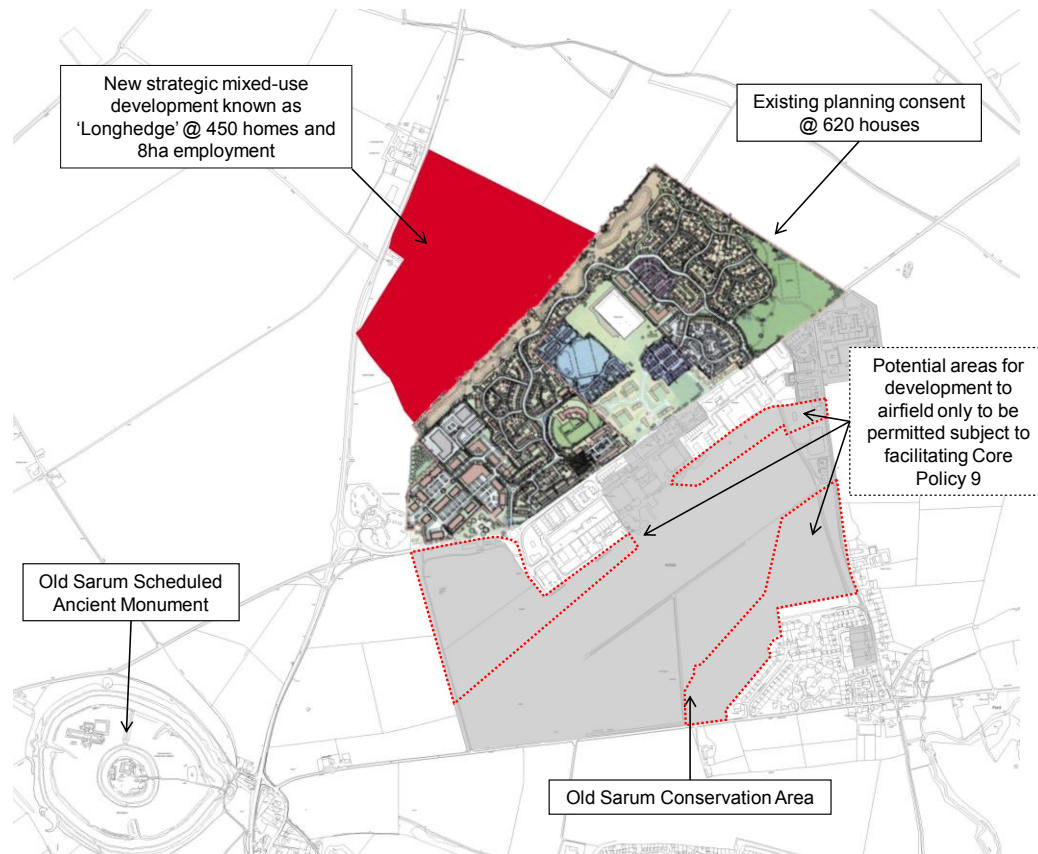 New strategic mixed-use
development known as
‘Longhedge’ @ 450 homes and
8ha employment
Existing planning consent
@ 620 houses
Potential areas for
development to
airfield only to be
permitted subject to
facilitating Core
Policy 9
Old Sarum Scheduled
Ancient Monument
Old Sarum Conservation Area